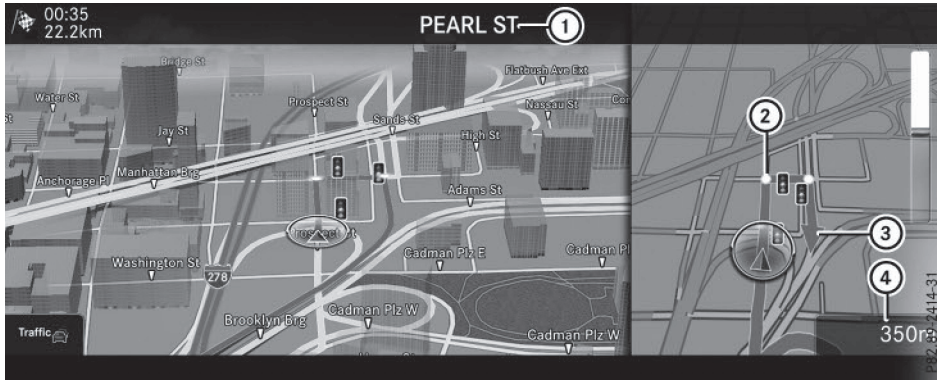 00:35
22.2km
PEARL ST
1
Bridge St
Water St
Jay St
Prospect St
Sands St
Flatbush Ave Ext
Nassau St
High St
Manhattan Brg
Anchorage Pl
Adams St
Washington St
278
Cadman Plz E
Cadman Pl
Brooklyn Brg
Cadman Plz W
Cadman Plz W
Traffic
2
3
4
350m